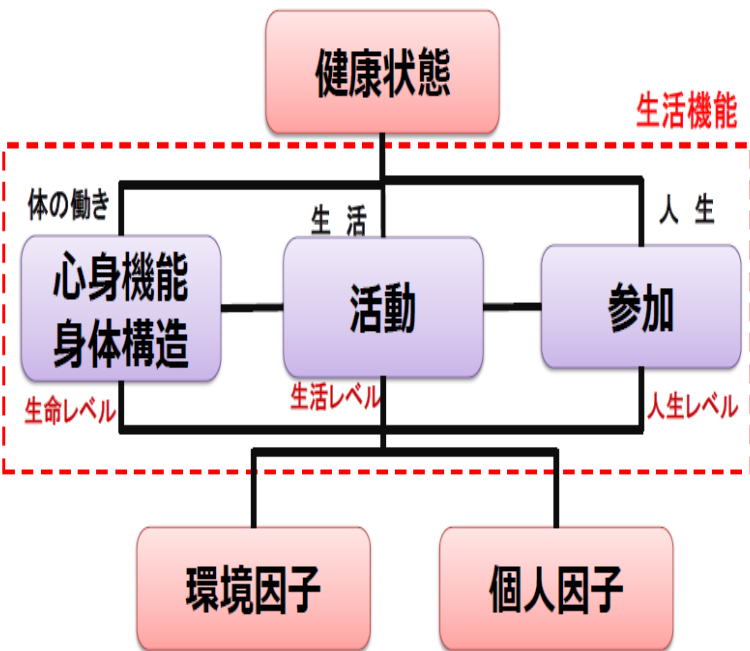 健康状態
生活機能
体の働き
生 活
人 生
心身機能
身体構造
活動
参加
生命レベル
生活レベル
人生レベル
環境因子
個人因子